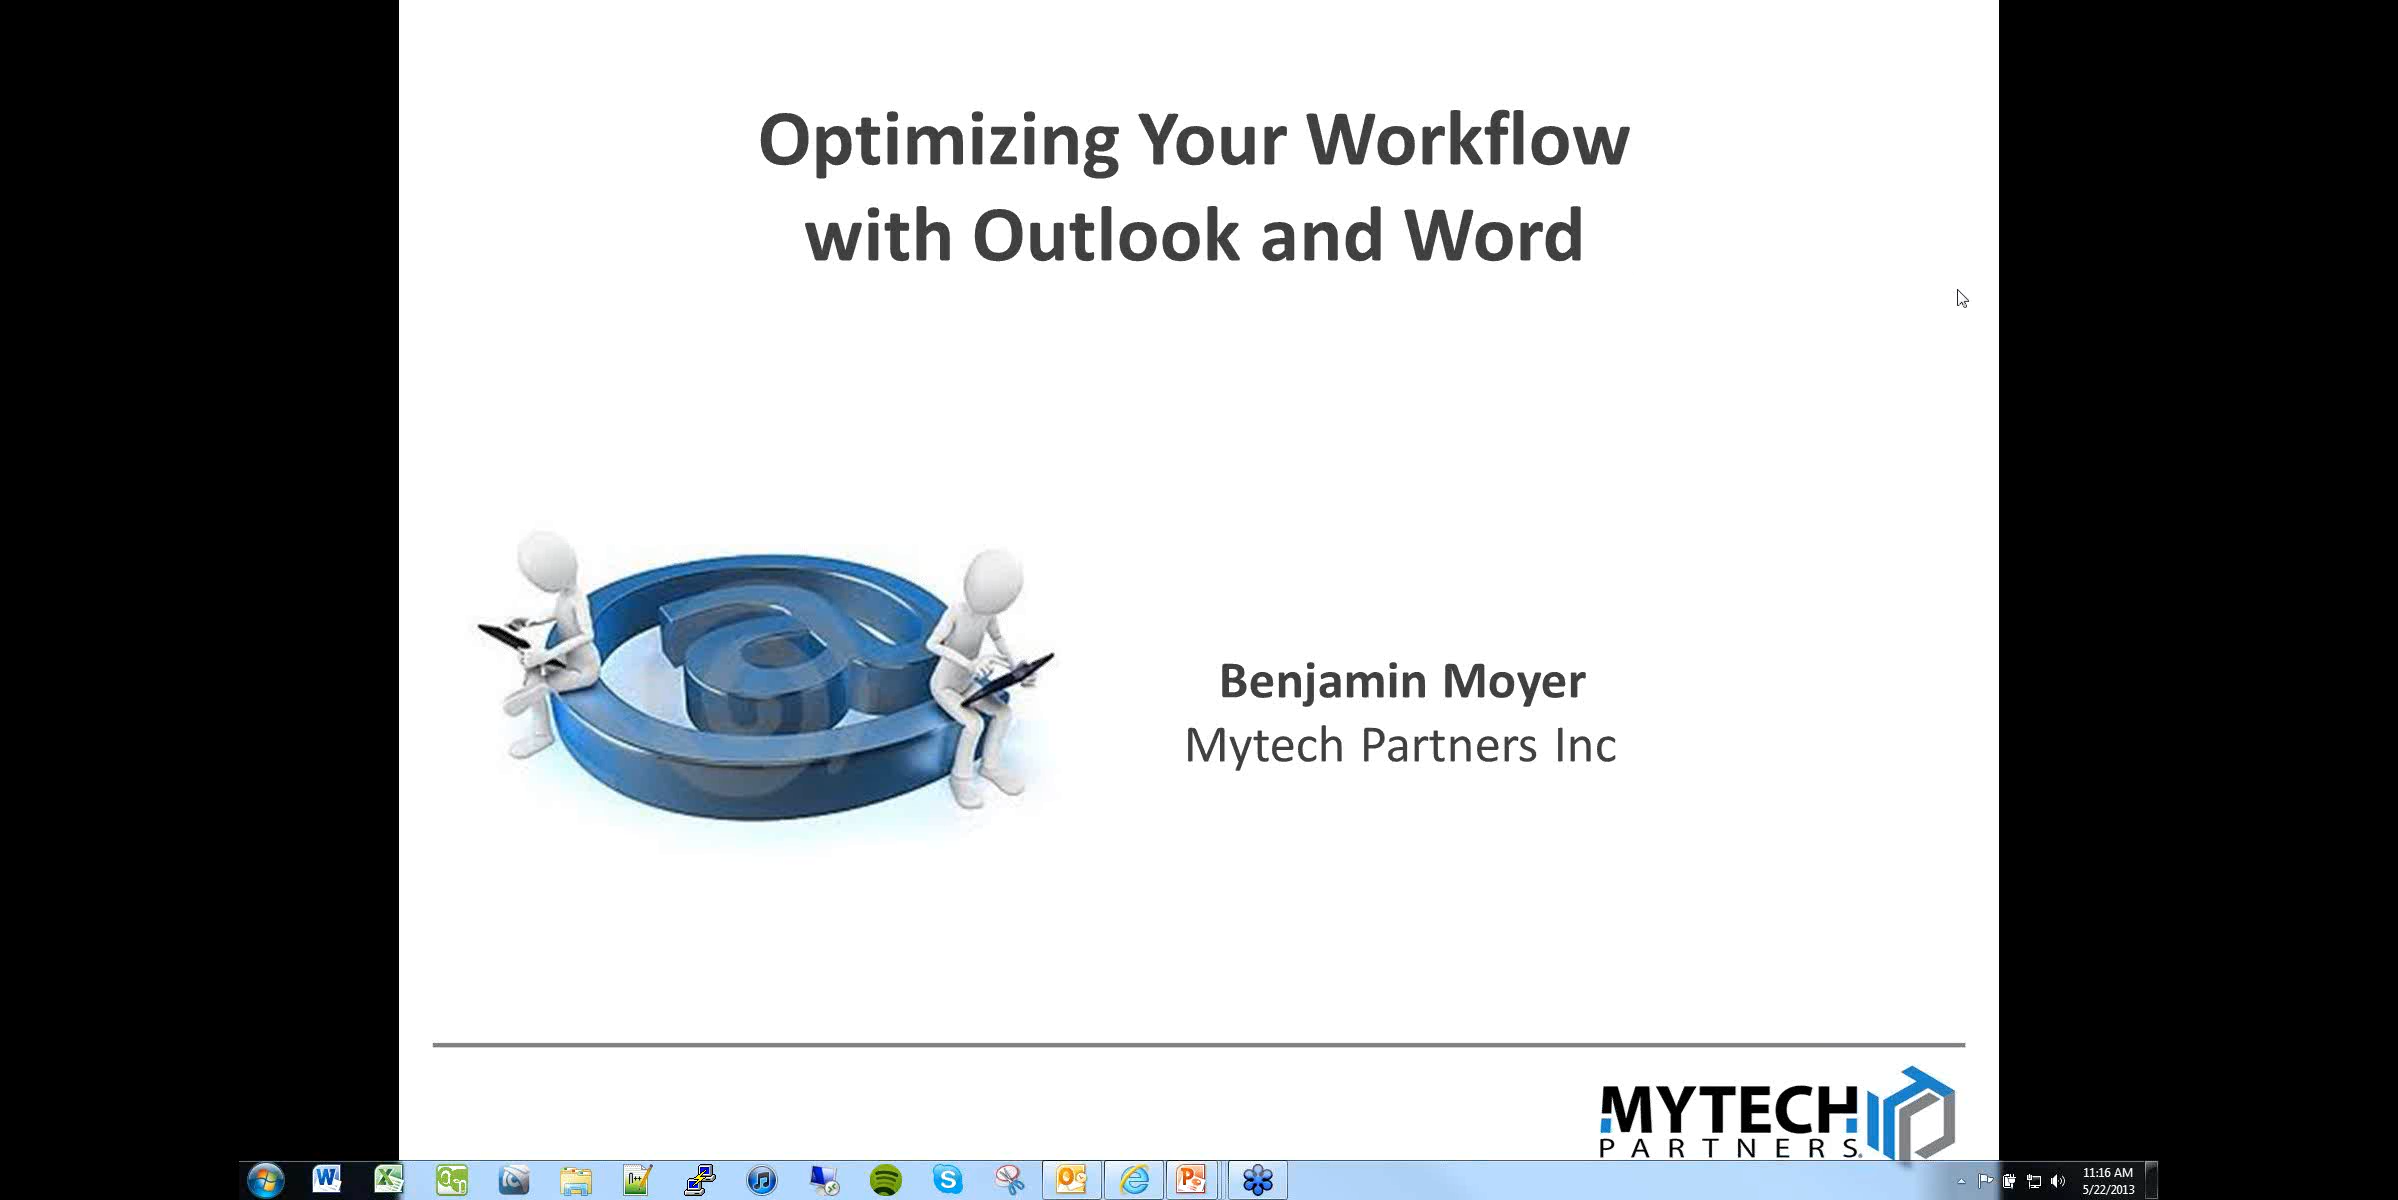 Optimizing Your Workflow
with Outlook and Word
Benjamin Moyer
Mytech Partners Inc
MYTECH
PARTNERS.
11:16 AM
5/22/2013